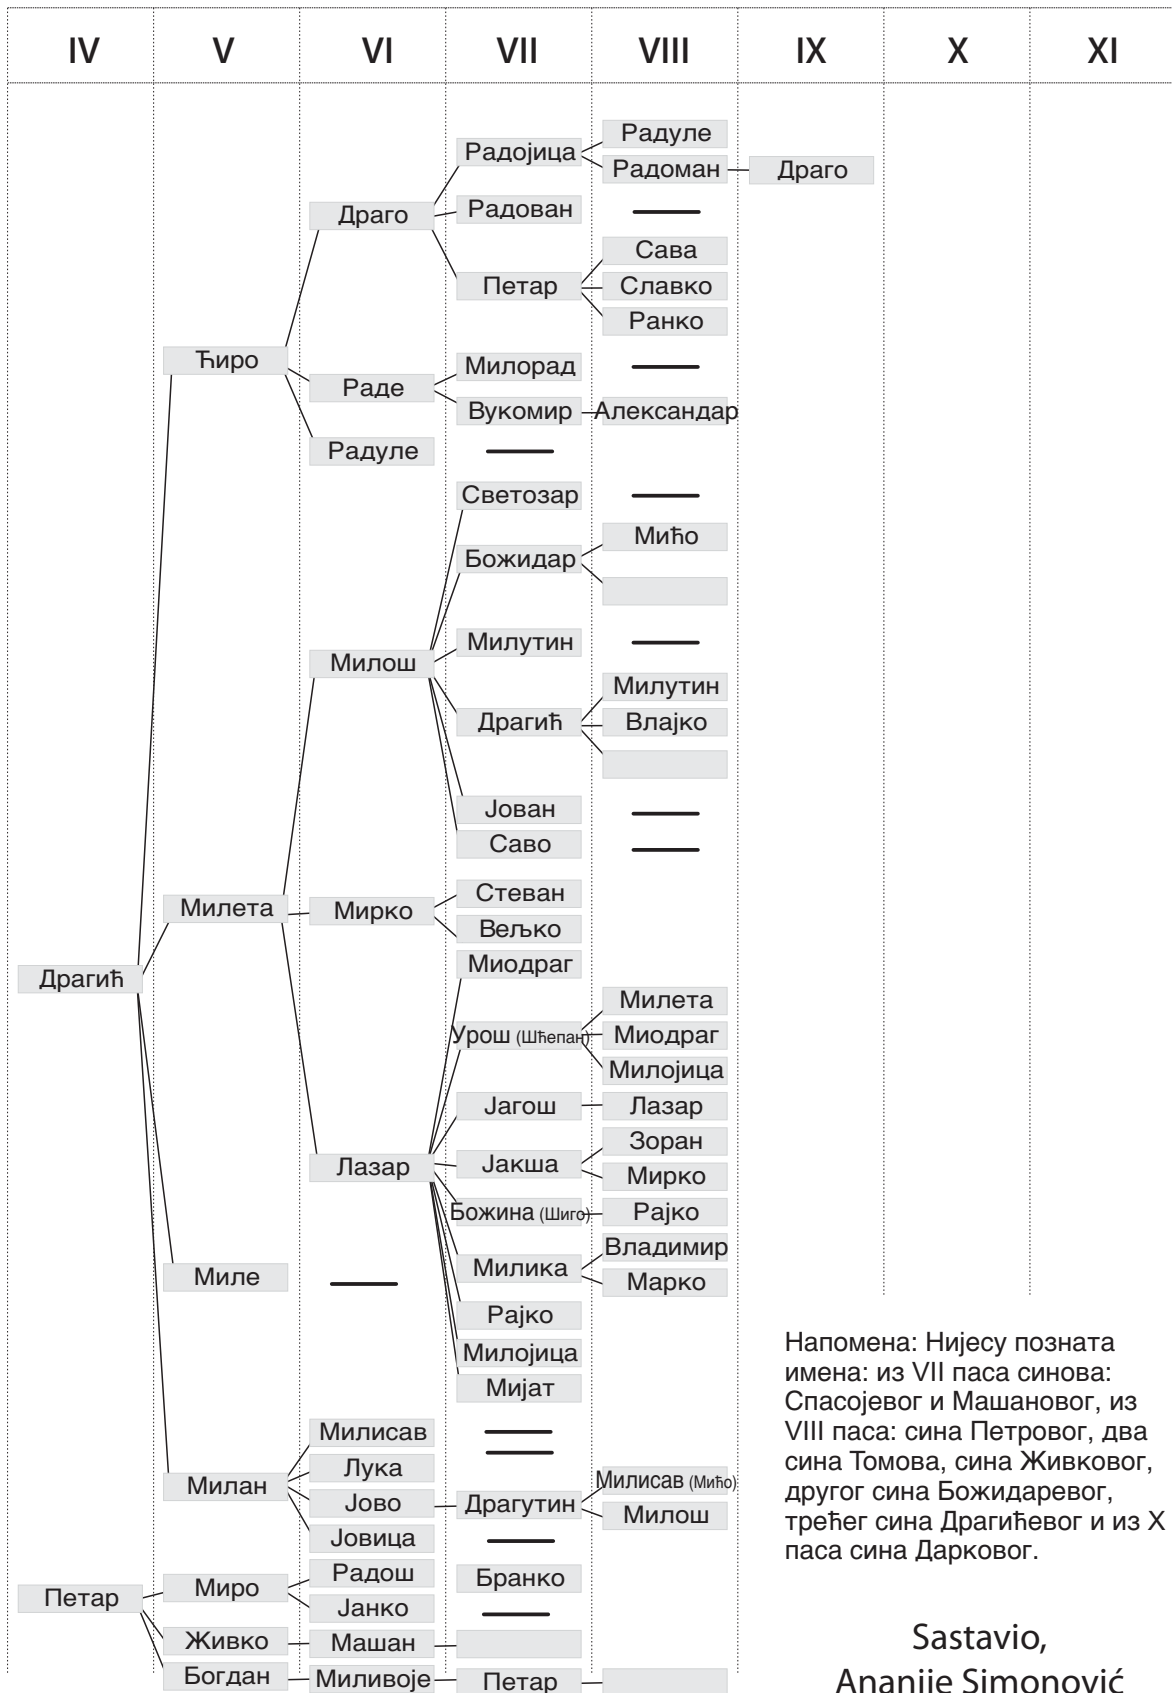 IV V VI VII VIII IX X XI
Радуле
Радојица
Радоман Драго
Радован
Драго
Сава
Петар Славко
Ранко
Ћиро
Милорад
Раде
Вукомир Александар
Радуле
Светозар
Мићо
Божидар
Милутин
Милош
Милутин
Драгић Влајко
Јован
Саво
Стеван
Милета Мирко
Вељко
Миодраг
Драгић
Милета
Урош (Шћепан) Миодраг
Милојица
Јагош Лазар
Зоран
Лазар Јакша
Мирко
Божина (Шиго) Рајко
Владимир
Милика
Миле
Марко
Рајко
Милојица
Мијат
Напомена: Нијесу позната
имена: из VII паса синова:
Спасојевог и Машановог, из
VIII паса: сина Петровог, два
сина Томова, сина Живковог,
другог сина Божидаревог,
трећег сина Драгићевог и из X
паса сина Дарковог.
Милисав
Лука
Милан
Милисав (Мићо)
Јово Драгутин
Милош
Јовица
Радош Бранко
Петар Миро
Јанко
Живко Машан
Богдан Миливоје Петар
Sastavio,
Ananije Simonović